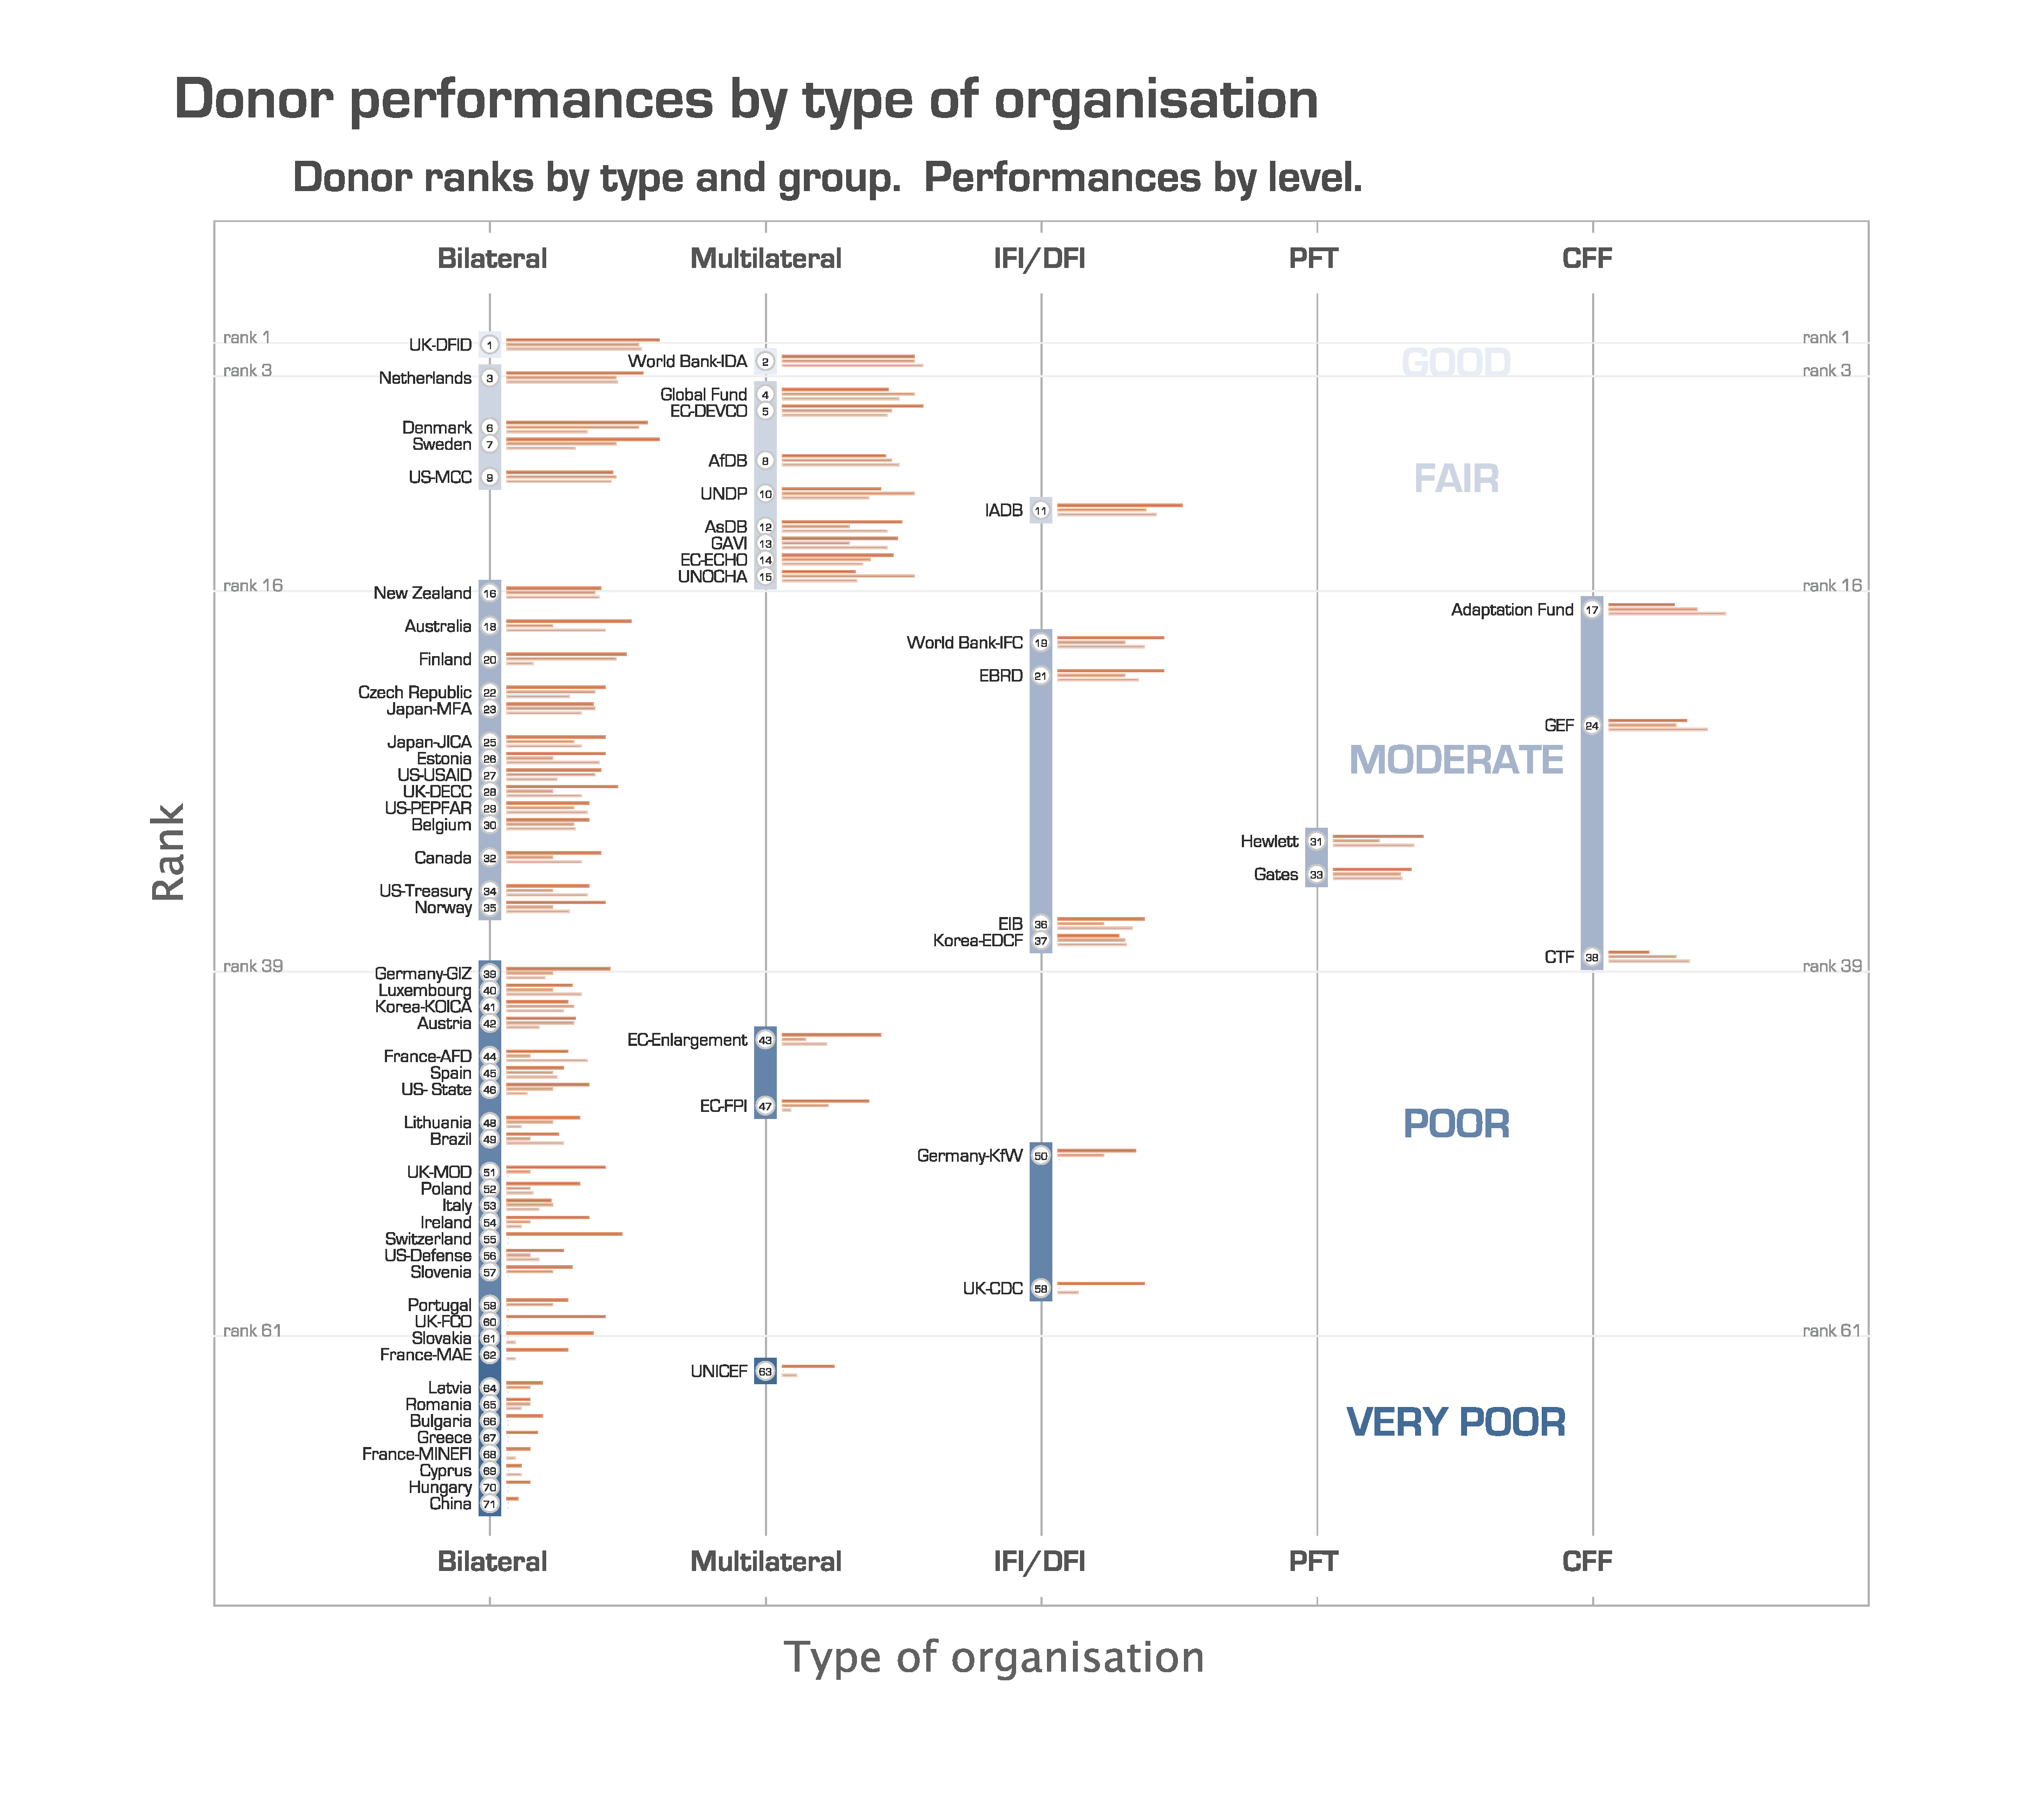 Donor performances by type of organisation
Donor ranks by type and group. Performances by level.
Bilateral Multilateral IFI/DFI PFT CFF
rank 1 rank 1
UK-DFID 1
World Bank-IDA 2
GOOD
rank 3 rank 3
Netherlands 3
Global Fund 4
EC-DEVCO 5
Denmark 6
Sweden 7
AfDB 8
US-MCC 9
FAIR
UNDP 10
IADB 11
AsDB 12
GAVI 13
EC-ECHO 14
UNOCHA 15
rank 16 rank 16
New Zealand 16
Adaptation Fund 17
Australia 18
World Bank-IFC 19
Finland 20
EBRD 21
Czech Republic 22
Japan-MFA 23
GEF 24
Japan-JICA 25
Estonia 26
MODERATE
US-USAID 27
UK-DECC 28
US-PEPFAR 29
Belgium 30
Hewlett 31
Canada 32
Gates 33
US-Treasury 34
Norway 35
EIB 36
Korea-EDCF 37
CTF 38
rank 39 rank 39
Germany-GIZ 39
Luxembourg 40
Korea-KOICA 41
Austria 42
EC-Enlargement 43
France-AFD 44
Spain 45
US- State 46
EC-FPI 47
Lithuania 48
POOR
Brazil 49
Germany-KfW 50
UK-MOD 51
Poland 52
Italy 53
Ireland 54
Switzerland 55
US-Defense 56
Slovenia 57
UK-CDC 58
Portugal 59
UK-FCO 60
rank 61 rank 61
Slovakia 61
France-MAE 62
UNICEF 63
Latvia 64
Romania 65
Bulgaria 66
VERY POOR
Greece 67
France-MINEFI 68
Cyprus 69
Hungary 70
China 71
Bilateral Multilateral IFI/DFI PFT CFF
Rank
Type of organisation